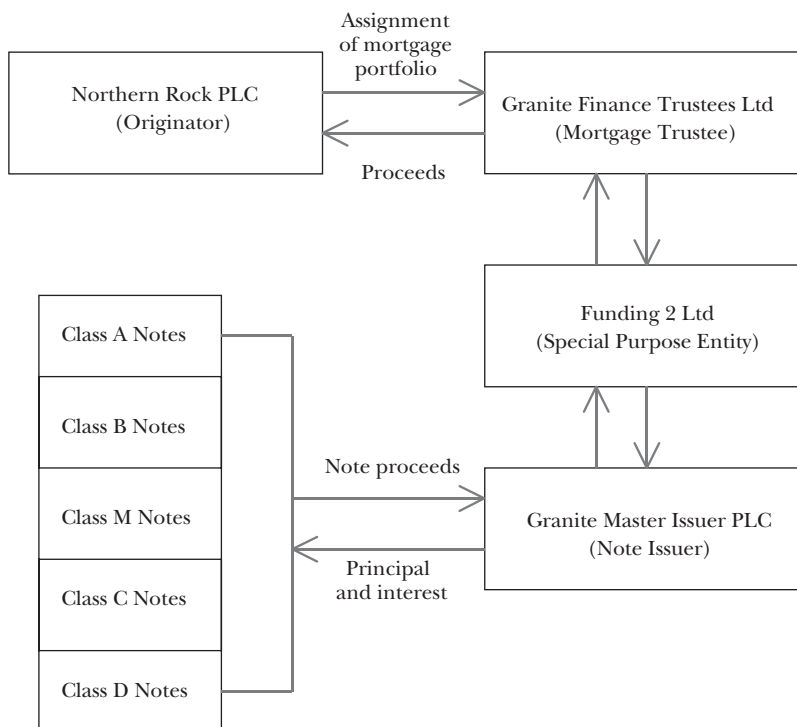 Assignment
of mortgage
portfolio
Northern Rock PLC
(Originator)
Granite Finance Trustees Ltd
(Mortgage Trustee)
Proceeds
Funding 2 Ltd
(Special Purpose Entity)
Class A Notes
Class B Notes
Class M Notes
Class C Notes
Class D Notes
Note proceeds
Granite Master Issuer PLC
(Note Issuer)
Principal
and interest